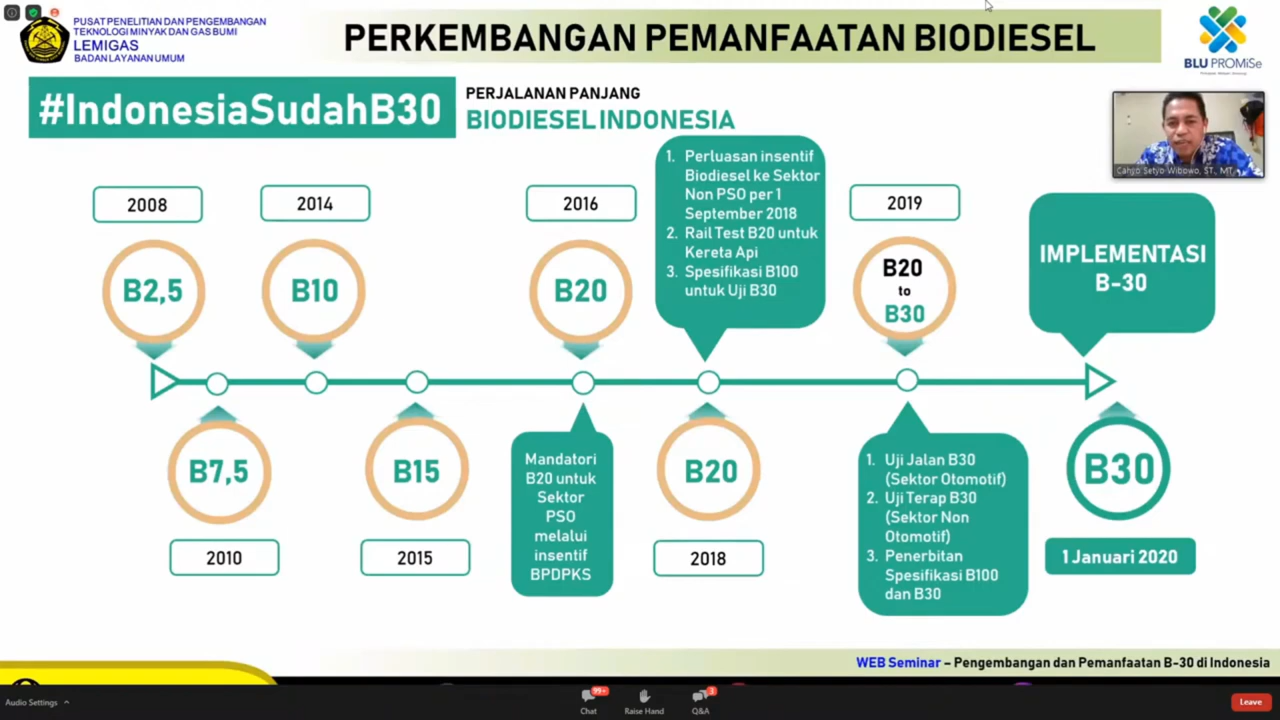 PUSAT PENELITIAN DAN PENGEMBANGAN
TEKNOLOGI MINYAK DAN GAS BUMI
LEMIGAS
BADAN LAYANAN UMUM
PERKEMBANGAN PEMANFAATAN BIODIESEL
BLU PROMiSe
#IndonesiaSudahB30
PERJALANAN PANJANG
BIODIESEL INDONESIA
Cahyo Setyo Wibowo, ST., MT.
2008
B2,5
2014
B10
2016
B20
1. Perluasan insentif
Biodiesel ke Sektor
Non PSO per 1
September 2018
2. Rail Test B20 untuk
Kereta Api
3. Spesifikasi B100
untuk Uji B30
2019
B20
to
B30
IMPLEMENTASI
B-30
B7,5
2010
B15
2015
Mandatori
B20 untuk
Sektor
PSO
melalui
insentif
BPDPKS
B20
2018
1. Uji Jalan B30
(Sektor Otomotif)
2. Uji Terap B30
(Sektor Non
Otomotif)
3. Penerbitan
Spesifikasi B100
dan B30
B30
1 Januari 2020
WEB Seminar – Pengembangan dan Pemanfaatan B-30 di Indonesia
Audio Settings
99+
Chat
Raise Hand
3
Q&A
Leave